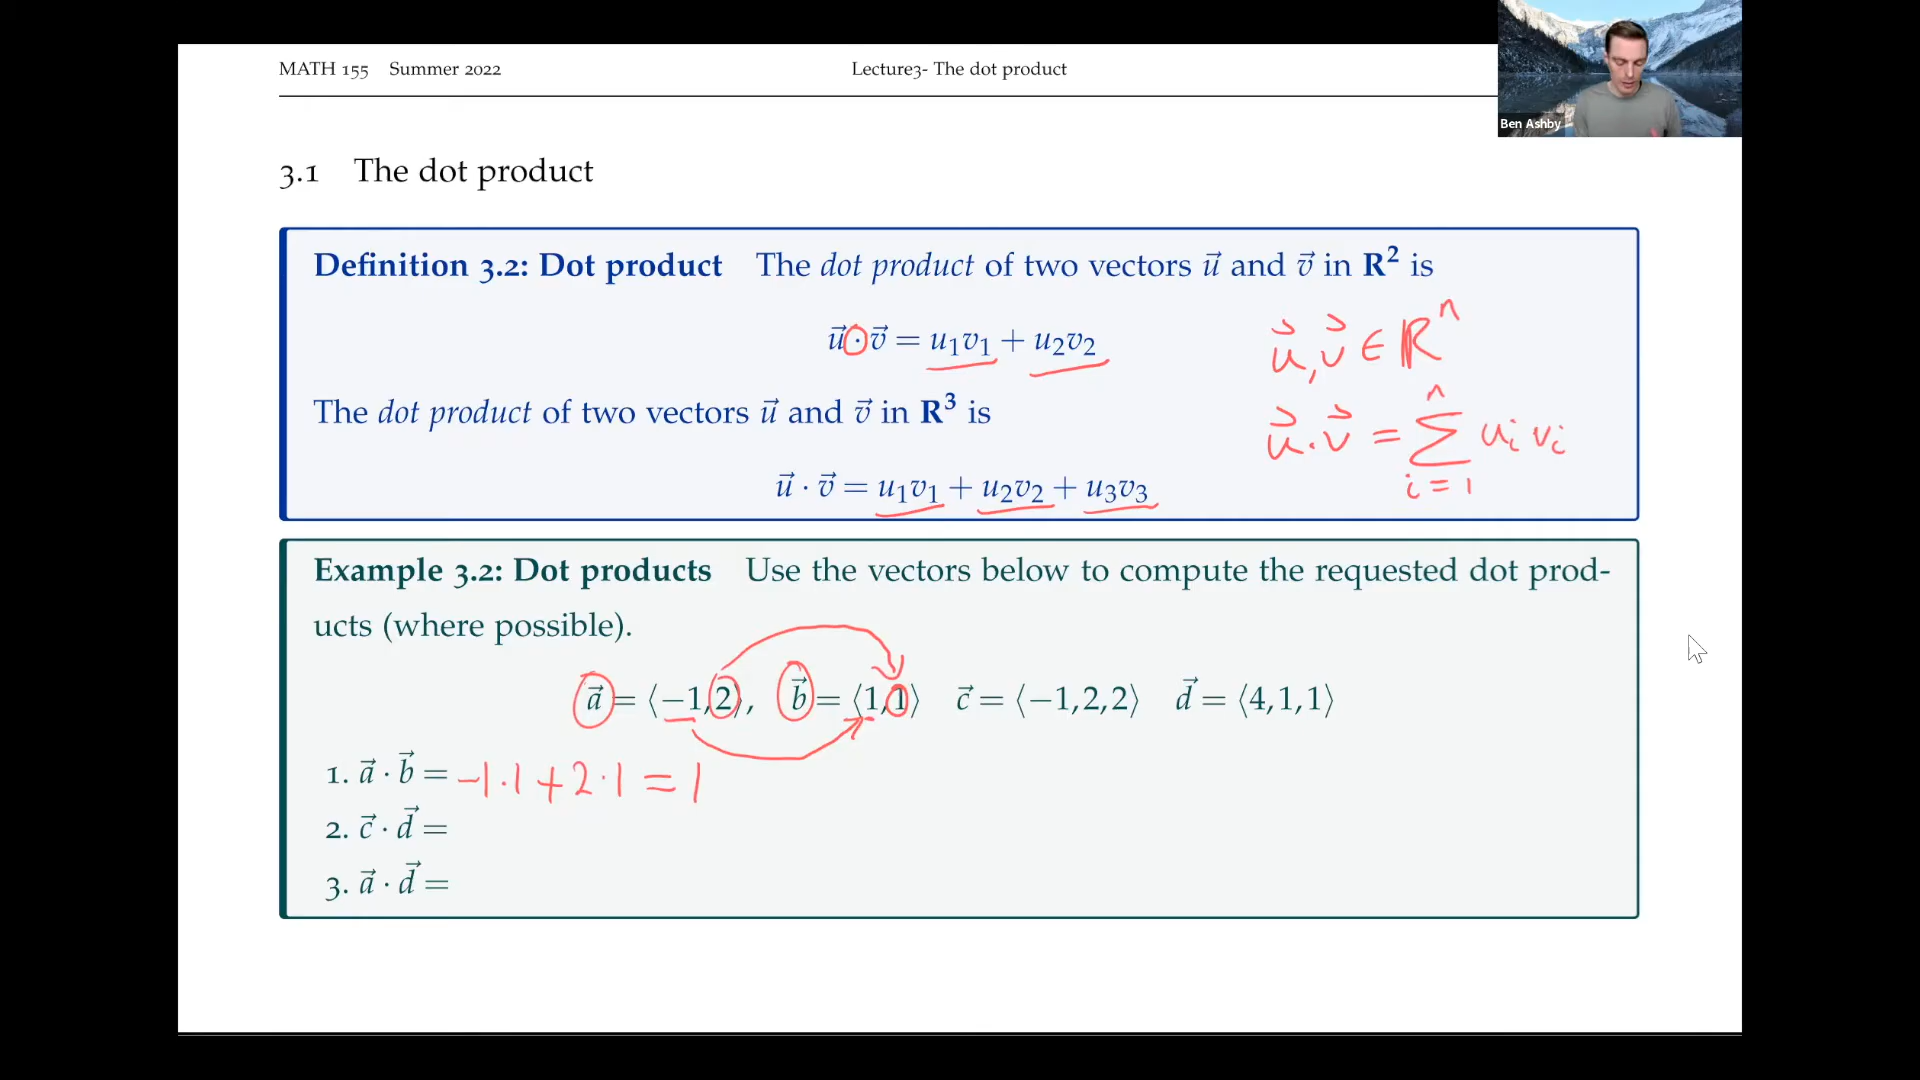 MATH 155 Summer 2022 Lecture3- The dot product
Ben Ashby
3.1 The dot product
Definition 3.2: Dot product The dot product of two vectors u⃗ and v⃗ in R² is
u⃗ · v⃗ = u₁v₁ + u₂v₂
u⃗, v⃗ ∈ ℝⁿ
The dot product of two vectors u⃗ and v⃗ in R³ is
u⃗ · v⃗ = ∑ᵢ₌₁ⁿ uᵢ vᵢ
u⃗ · v⃗ = u₁v₁ + u₂v₂ + u₃v₃
Example 3.2: Dot products Use the vectors below to compute the requested dot prod-
ucts (where possible).
a⃗ = ⟨−1,2⟩, b⃗ = ⟨1,1⟩ c⃗ = ⟨−1,2,2⟩ d⃗ = ⟨4,1,1⟩
1. a⃗ · b⃗ = −1·1 + 2·1 = 1
2. c⃗ · d⃗ =
3. a⃗ · d⃗ =